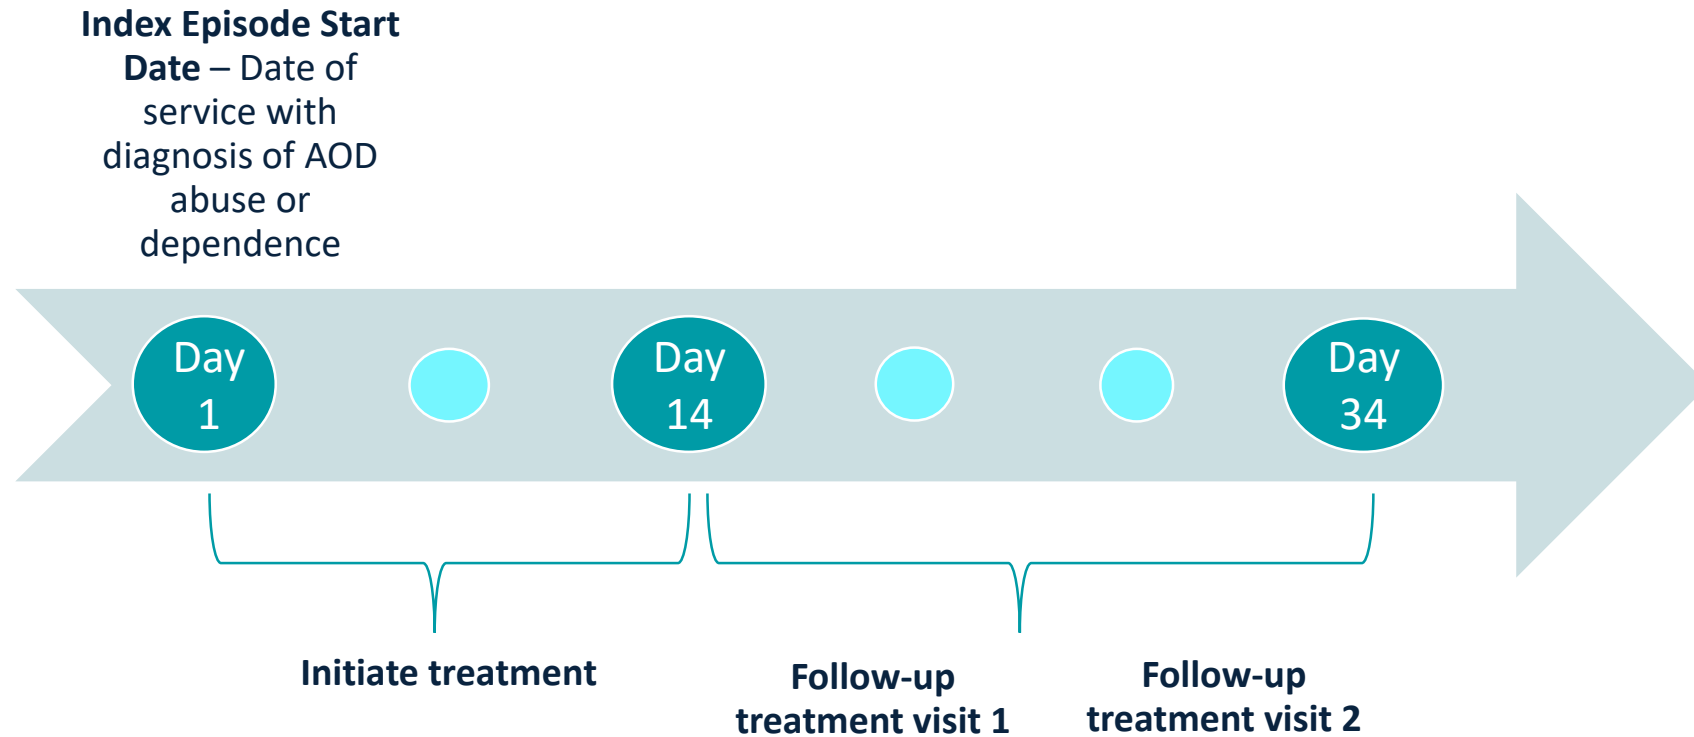 Index Episode Start
Date – Date of
service with
diagnosis of AOD
abuse or
dependence
Day
1
Day
14
Day
34
Initiate treatment
Follow-up
treatment visit 1
Follow-up
treatment visit 2